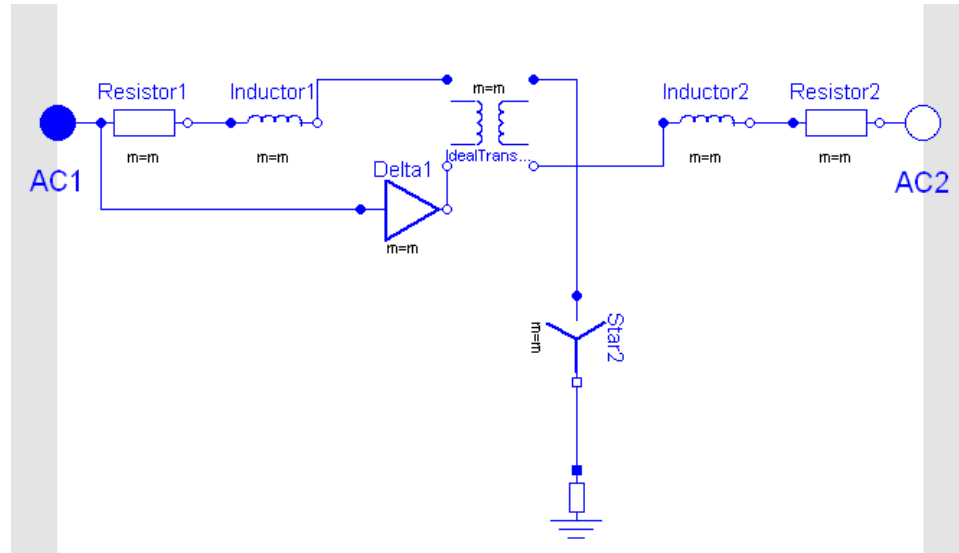 m=m
Resistor1
Inductor1
Inductor2
Resistor2
m=m
m=m
IdealTrans...
m=m
m=m
AC1
Delta1
AC2
m=m
Star2
m=m